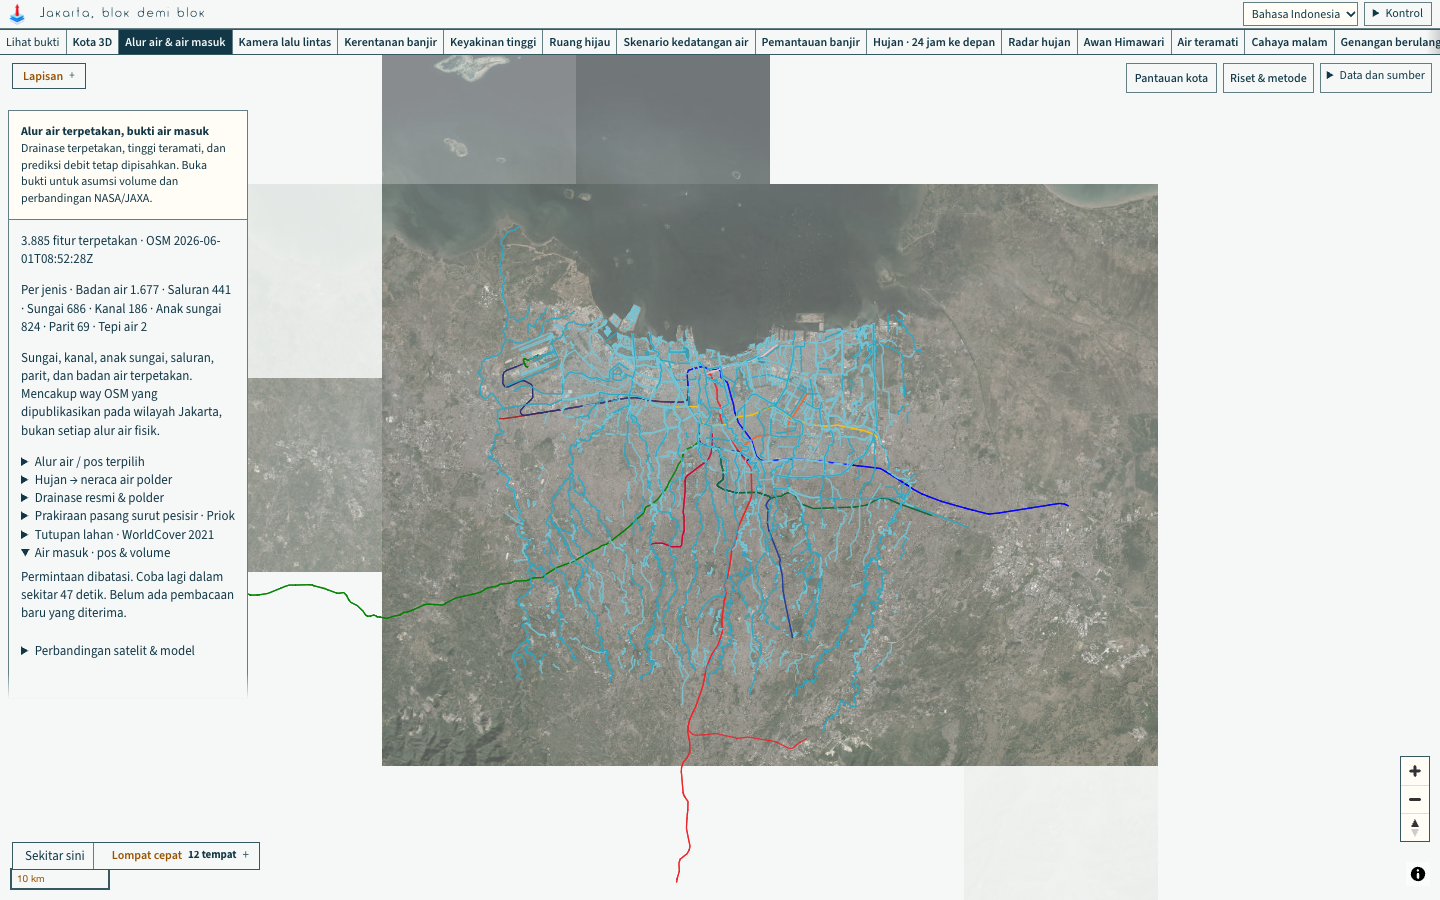 Jakarta, blok demi blok
Bahasa Indonesia
Kontrol
Lihat bukti
Kota 3D
Alur air & air masuk
Kamera lalu lintas
Kerentanan banjir
Keyakinan tinggi
Ruang hijau
Skenario kedatangan air
Pemantauan banjir
Hujan · 24 jam ke depan
Radar hujan
Awan Himawari
Air teramati
Cahaya malam
Genangan berulang
Lapisan +
Pantauan kota
Riset & metode
Data dan sumber
Alur air terpetakan, bukti air masuk
Drainase terpetakan, tinggi teramati, dan
prediksi debit tetap dipisahkan. Buka
bukti untuk asumsi volume dan
perbandingan NASA/JAXA.
3.885 fitur terpetakan · OSM 2026-06-
01T08:52:28Z
Per jenis · Badan air 1.677 · Saluran 441
· Sungai 686 · Kanal 186 · Anak sungai
824 · Parit 69 · Tepi air 2
Sungai, kanal, anak sungai, saluran,
parit, dan badan air terpetakan.
Mencakup way OSM yang
dipublikasikan pada wilayah Jakarta,
bukan setiap alur air fisik.
Alur air / pos terpilih
Hujan → neraca air polder
Drainase resmi & polder
Prakiraan pasang surut pesisir · Priok
Tutupan lahan · WorldCover 2021
Air masuk · pos & volume
Permintaan dibatasi. Coba lagi dalam
sekitar 47 detik. Belum ada pembacaan
baru yang diterima.
Perbandingan satelit & model
Sekitar sini
Lompat cepat 12 tempat +
10 km